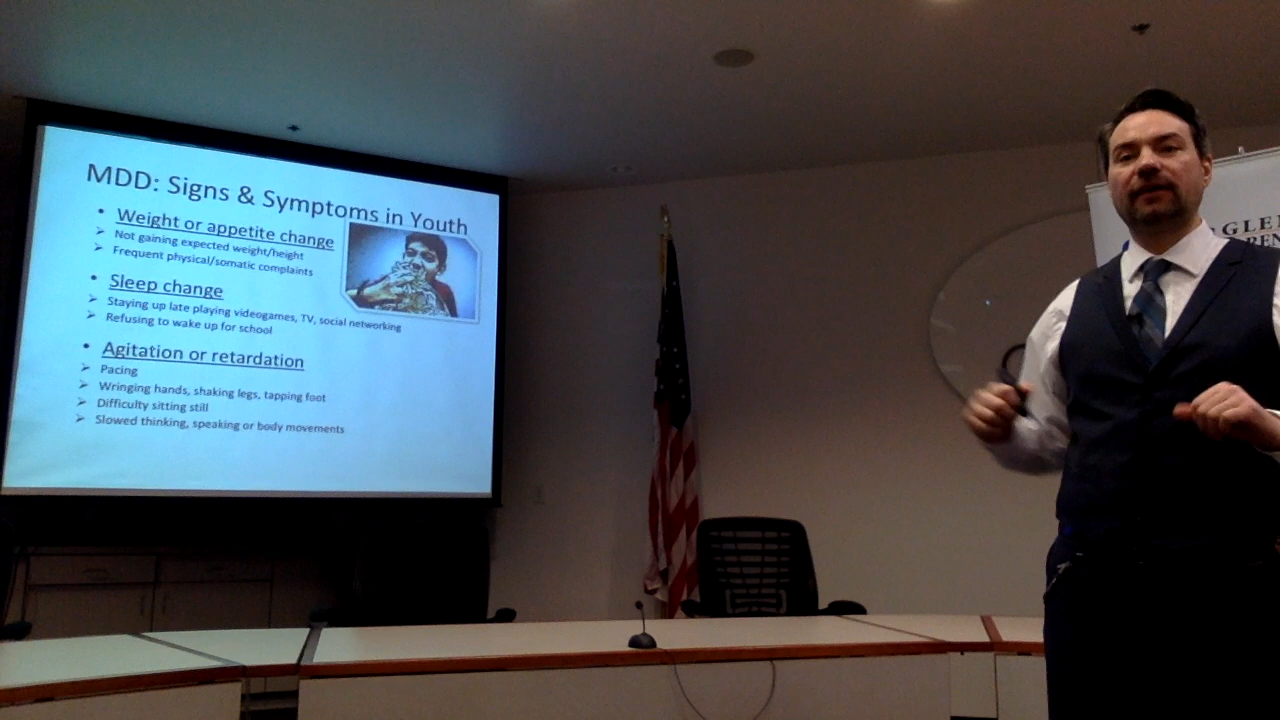 MDD: Signs & Symptoms in Youth
• Weight or appetite change
➢ Not gaining expected weight/height
➢ Frequent physical/somatic complaints
• Sleep change
➢ Staying up late playing videogames, TV, social networking
➢ Refusing to wake up for school
• Agitation or retardation
➢ Pacing
➢ Wringing hands, shaking legs, tapping foot
➢ Difficulty sitting still
➢ Slowed thinking, speaking or body movements